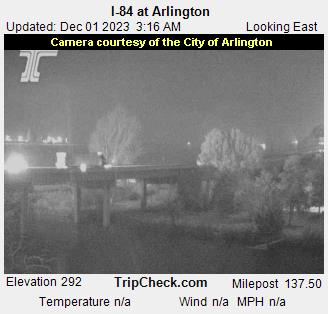 I-84 at Arlington
Updated: Dec 01 2023 3:16 AM Looking East
Camera courtesy of the City of Arlington
Elevation 292 TripCheck.com Milepost 137.50
Temperature n/a Wind n/a MPH n/a